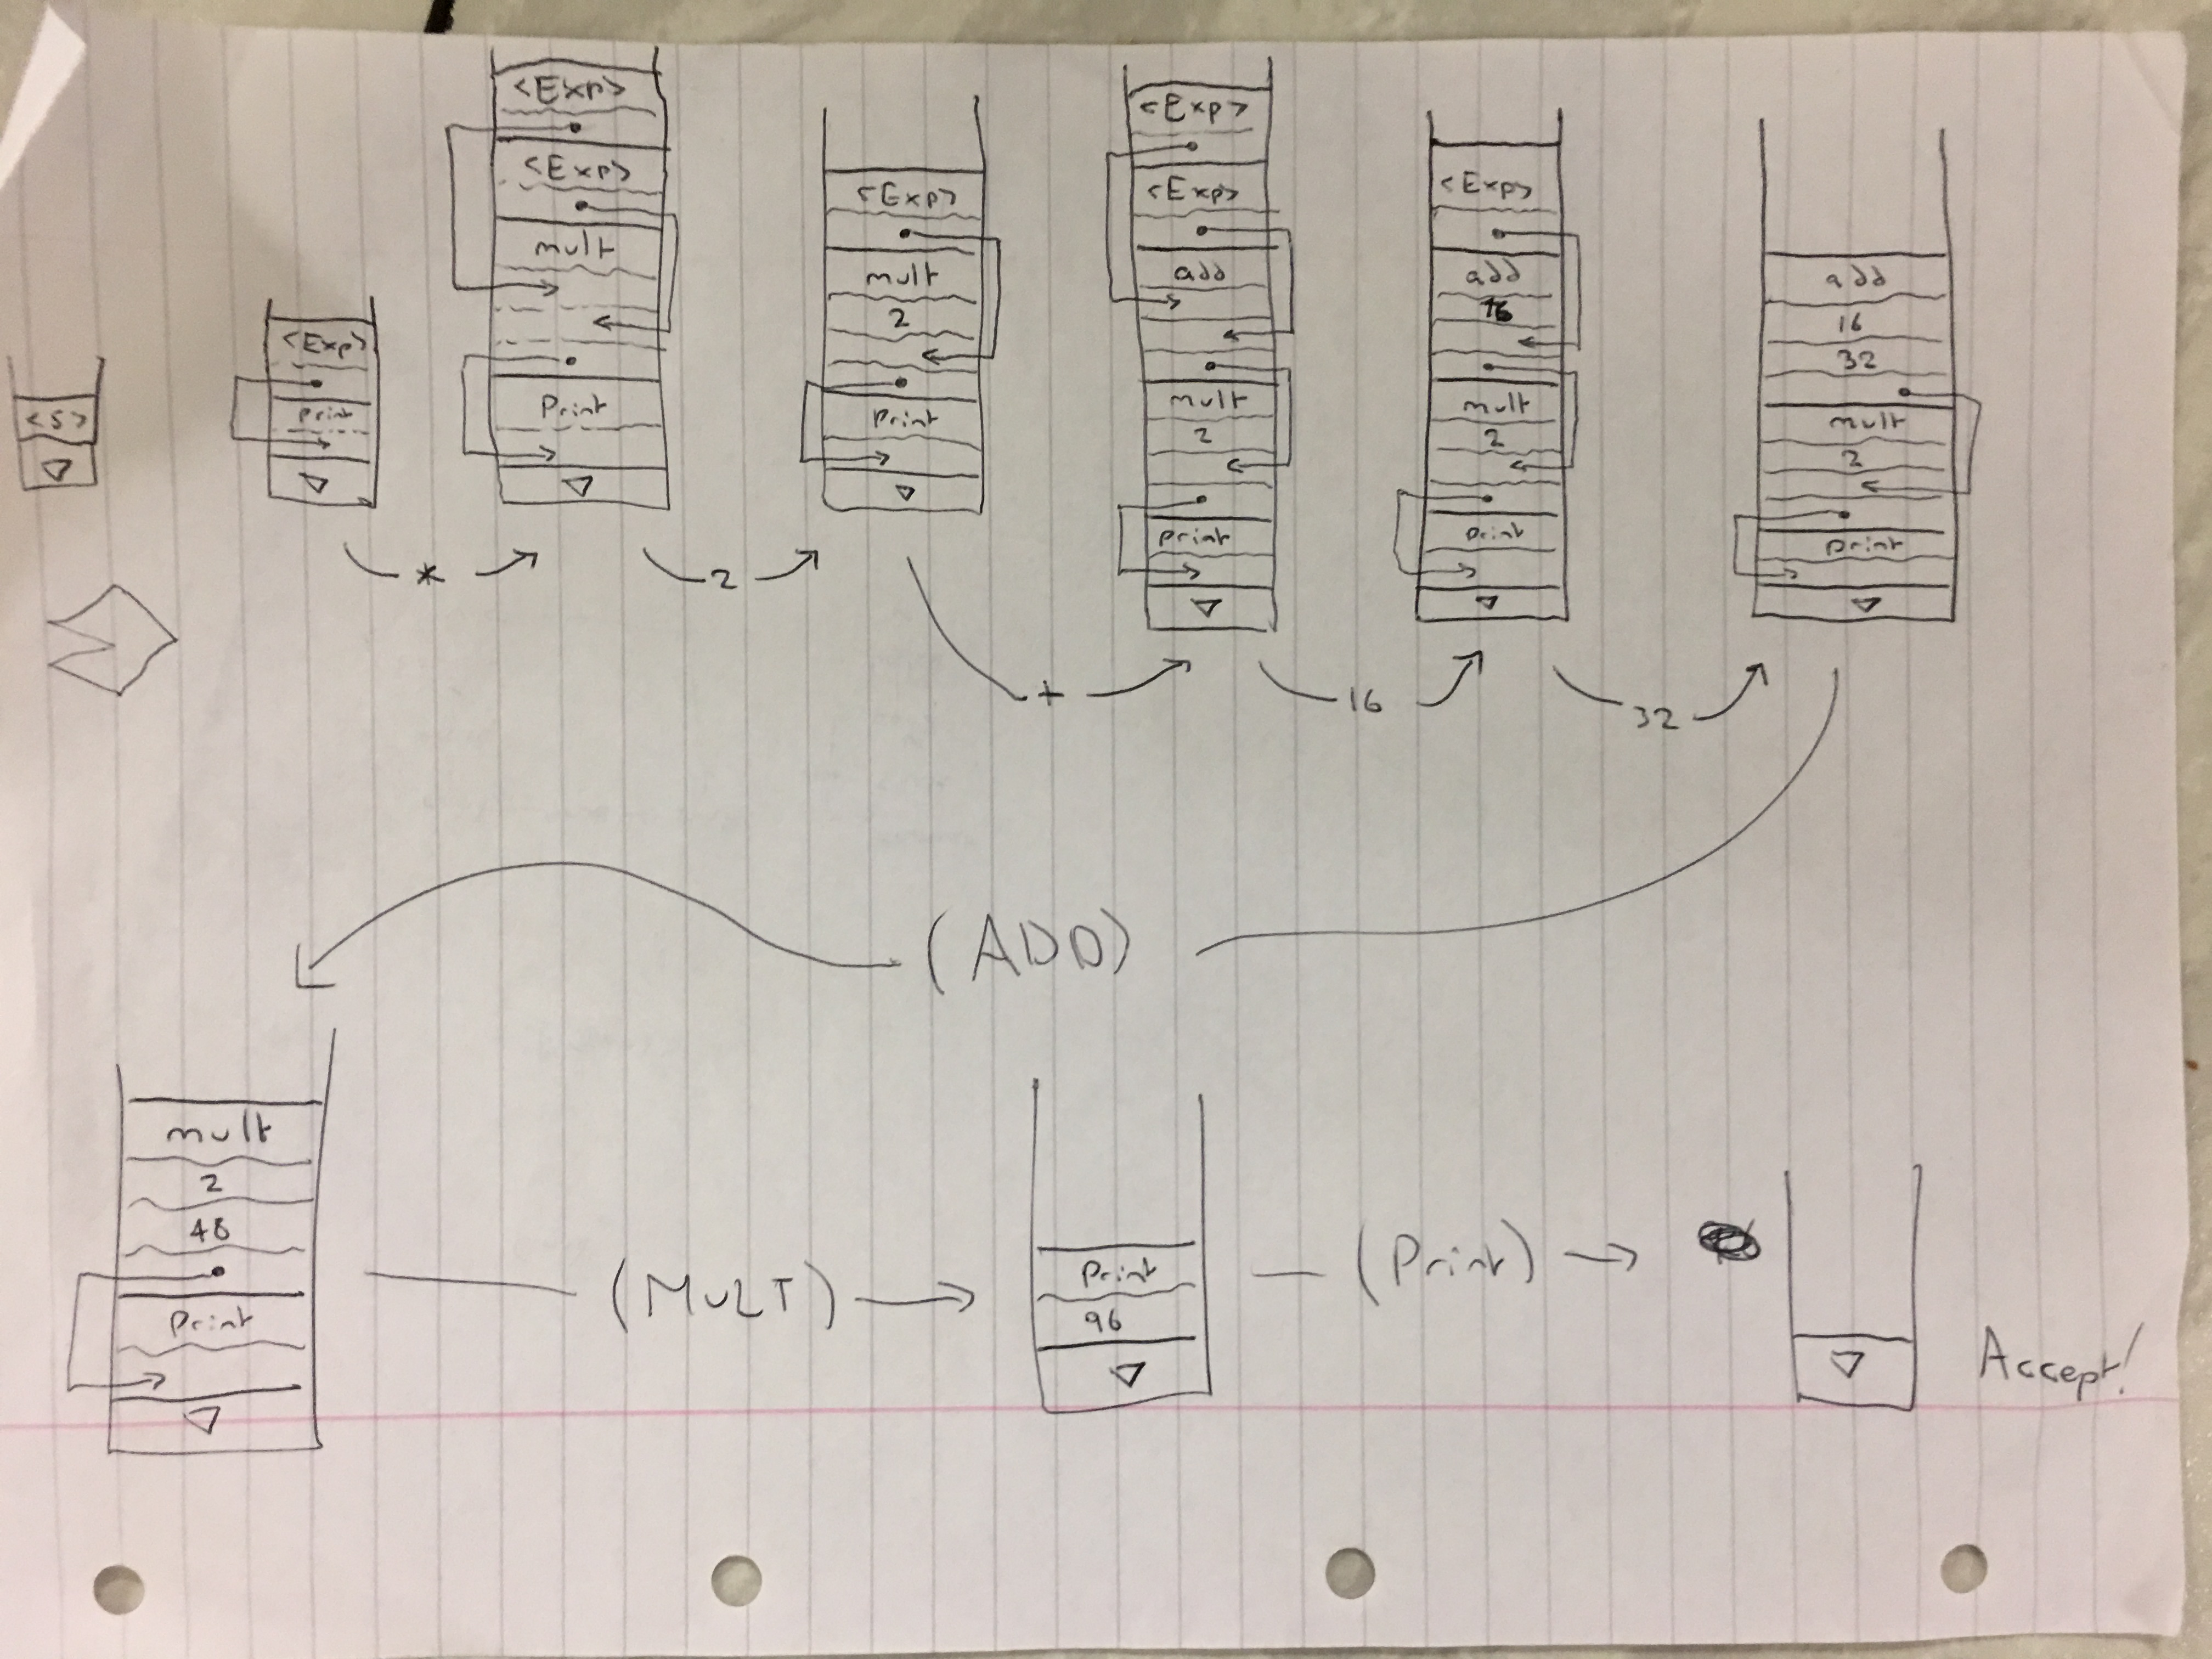 <S>
<Exp>
print
* 
<Exp>
<Exp>
mult
Print
2
<Exp>
mult
2
Print
+
<Exp>
<Exp>
add
mult
2
print
16
<Exp>
add
16
mult
2
print
32
add
16
32
mult
2
print
(ADD)
mult
2
48
Print
(MULT)
Print
96
(Print)
Accept!